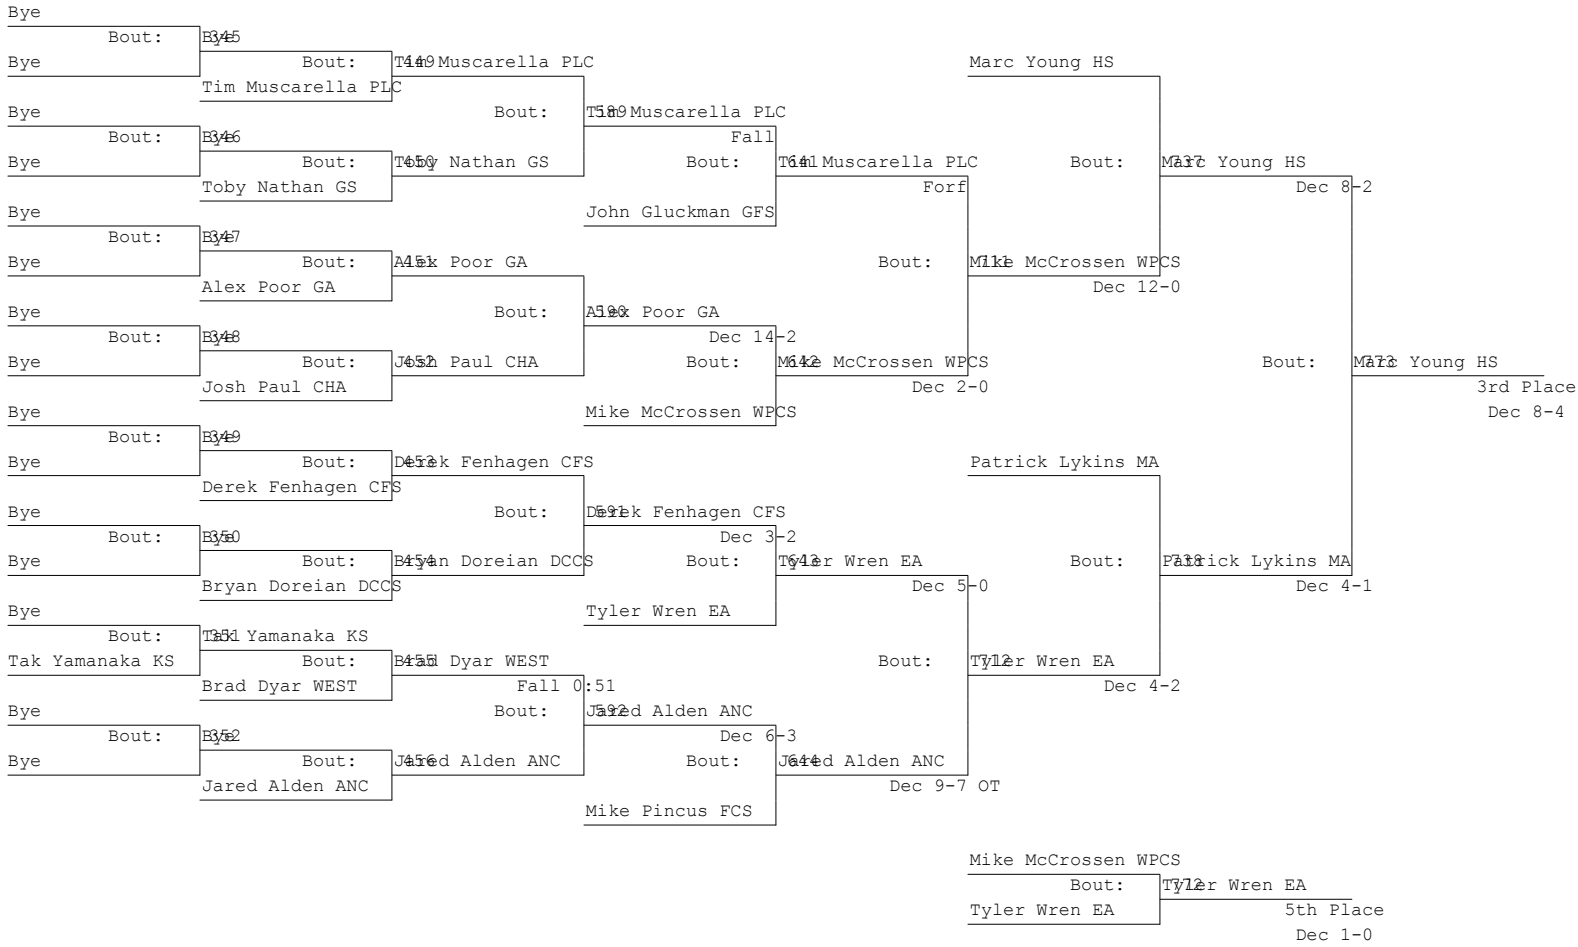 Bye
Bout: 345 Bye
Bye Bout: 449 Tim Muscarella PLC Marc Young HS
Tim Muscarella PLC
Bye Bout: 589 Tim Muscarella PLC
Bout: 346 Bye Fall
Bye Bout: 450 Toby Nathan GS Bout: 641 Tim Muscarella PLC Bout: 737 Marc Young HS
Toby Nathan GS Forf Dec 8-2
Bye John Gluckman GFS
Bout: 347 Bye
Bye Bout: 451 Alex Poor GA Bout: 711 Mike McCrossen WPCS
Alex Poor GA Dec 12-0
Bye Bout: 590 Alex Poor GA
Bout: 348 Bye Dec 14-2
Bye Bout: 452 Josh Paul CHA Bout: 642 Mike McCrossen WPCS Bout: 773 Marc Young HS
Josh Paul CHA Dec 2-0 3rd Place
Bye Mike McCrossen WPCS Dec 8-4
Bout: 349 Bye
Bye Bout: 453 Derek Fenhagen CFS Patrick Lykins MA
Derek Fenhagen CFS
Bye Bout: 591 Derek Fenhagen CFS
Bout: 350 Bye Dec 3-2
Bye Bout: 454 Bryan Doreian DCCS Bout: 643 Tyler Wren EA Bout: 738 Patrick Lykins MA
Bryan Doreian DCCS Dec 5-0 Dec 4-1
Bye Tyler Wren EA
Bout: 351 Tak Yamanaka KS
Tak Yamanaka KS Bout: 455 Brad Dyar WEST Bout: 712 Tyler Wren EA
Brad Dyar WEST Fall 0:51 Dec 4-2
Bye Bout: 592 Jared Alden ANC
Bout: 352 Bye Dec 6-3
Bye Bout: 456 Jared Alden ANC Bout: 644 Jared Alden ANC
Jared Alden ANC Dec 9-7 OT
Mike Pincus FCS
Mike McCrossen WPCS
Bout: 772 Tyler Wren EA
Tyler Wren EA 5th Place
Dec 1-0